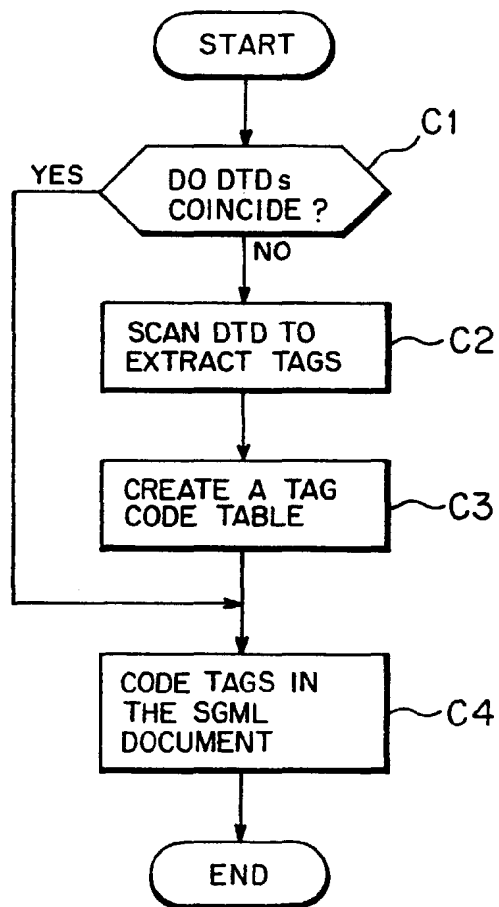 START
C1
YES
DO DTDs
COINCIDE ?
NO
SCAN DTD TO
EXTRACT TAGS
C2
CREATE A TAG
CODE TABLE
C3
CODE TAGS IN
THE SGML
DOCUMENT
C4
END